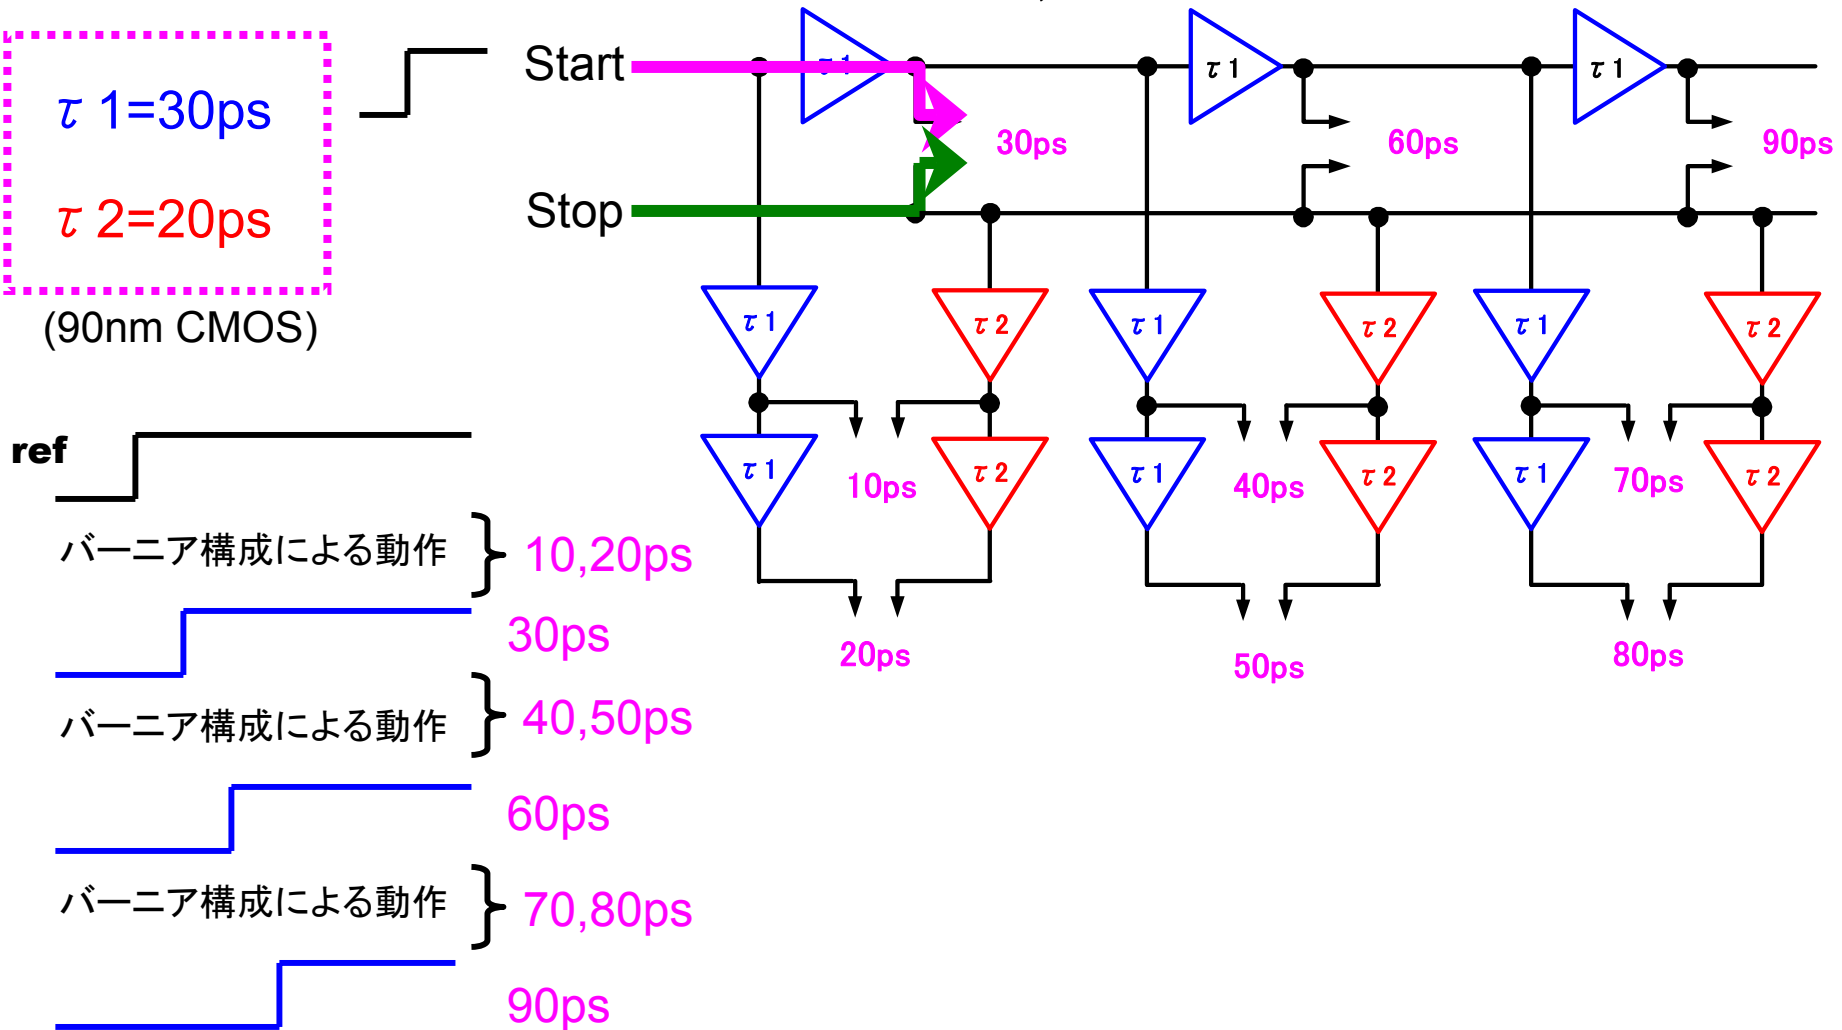 τ 1=30ps
τ 2=20ps
(90nm CMOS)
Start
Stop
τ 1
τ 1
τ 1
30ps
60ps
90ps
τ 1
τ 2
τ 1
τ 2
τ 1
τ 2
τ 1
τ 2
τ 1
τ 2
τ 1
τ 2
10ps
40ps
70ps
20ps
50ps
80ps
ref
バーニア構成による動作
10,20ps
30ps
バーニア構成による動作
40,50ps
60ps
バーニア構成による動作
70,80ps
90ps